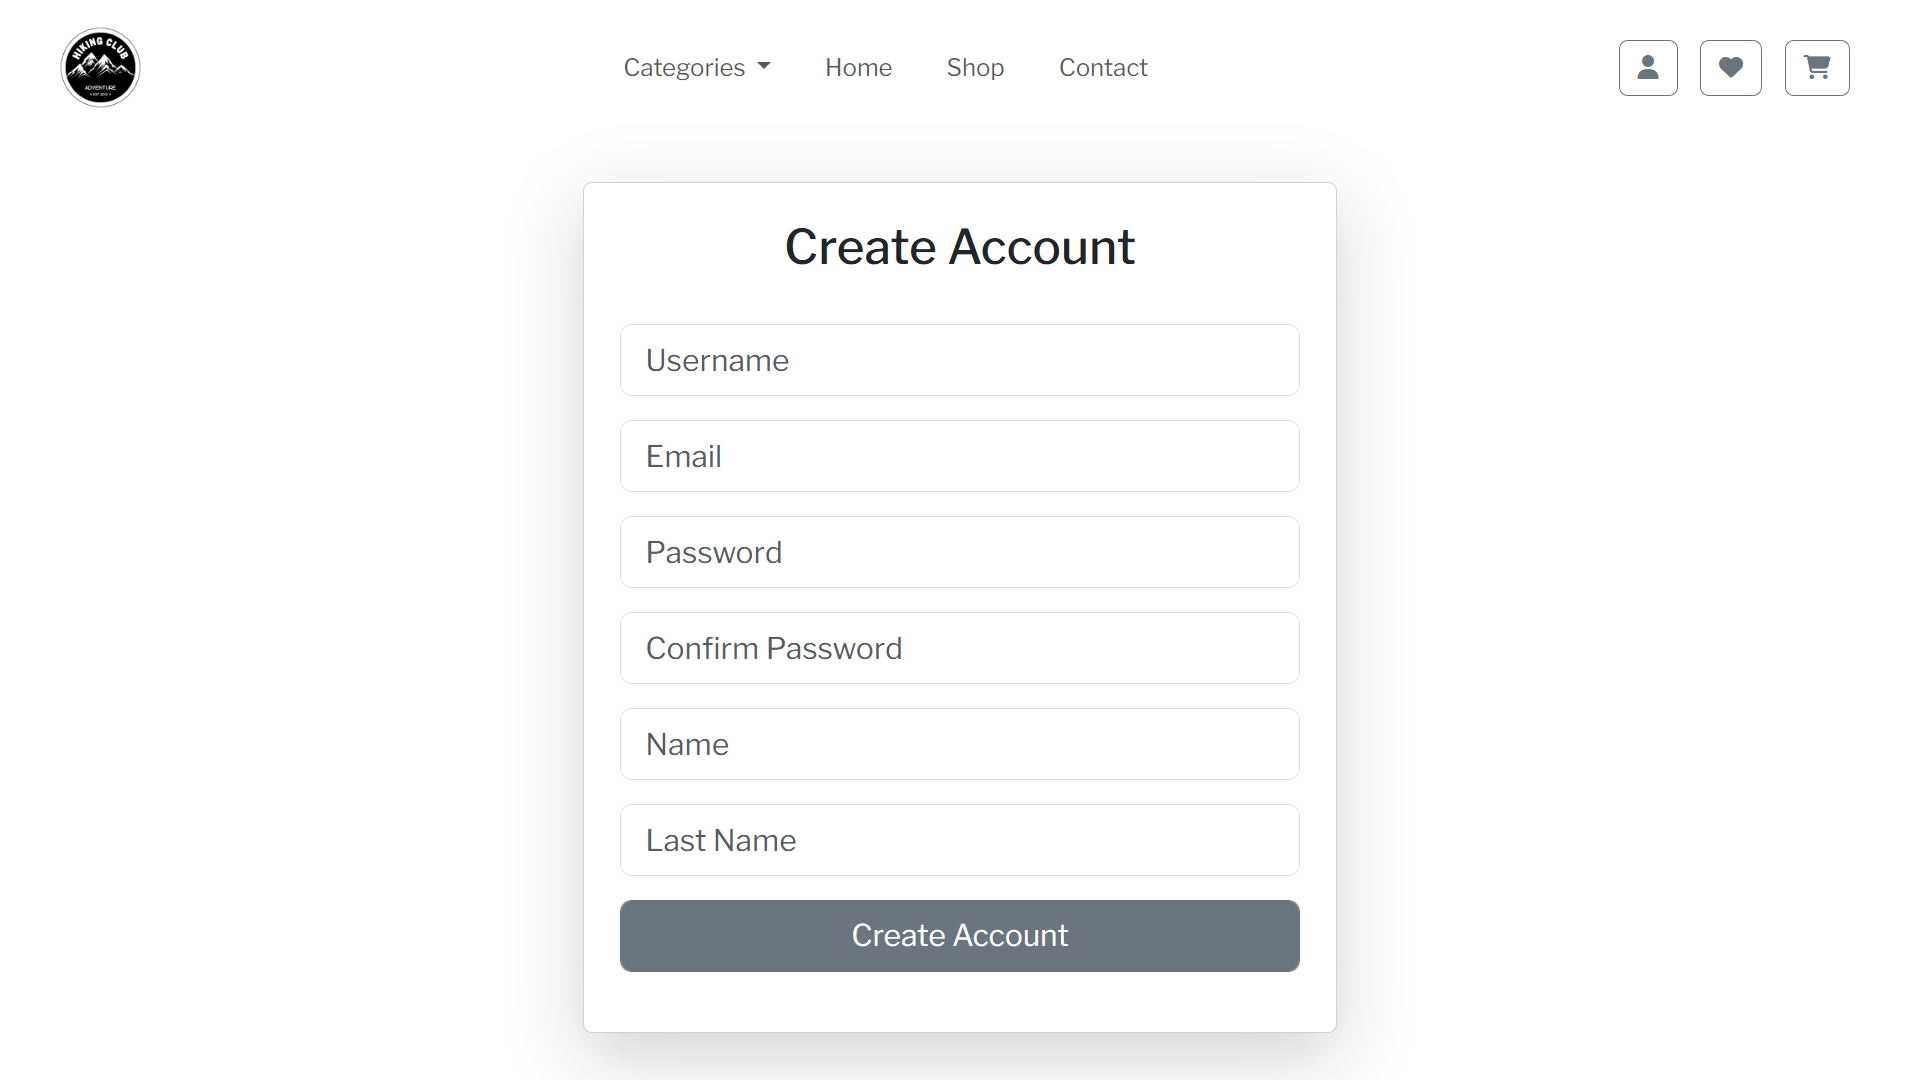 HIKING CLUB
ADVENTURE
Categories
Home
Shop
Contact
Create Account
Username
Email
Password
Confirm Password
Name
Last Name
Create Account